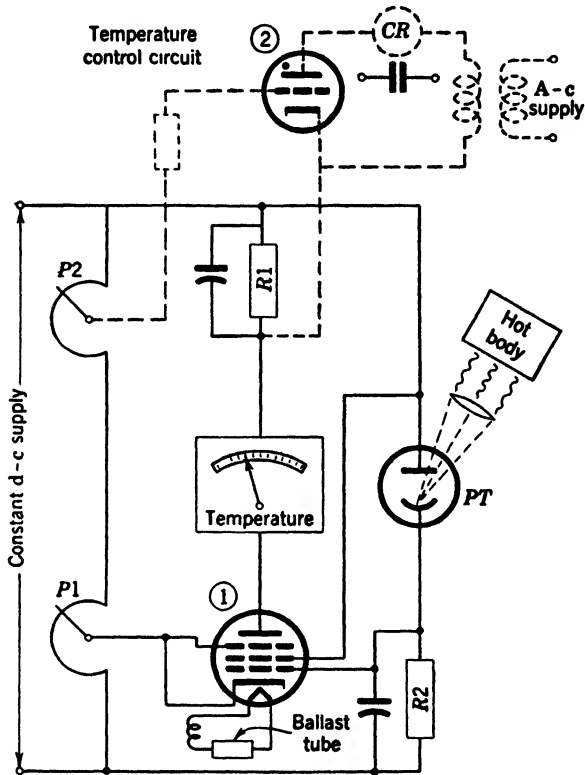 Temperature
control circuit
2
CR
A-c
supply
P2
R1
Hot
body
Constant d-c supply
Temperature
PT
P1
1
R2
Ballast
tube